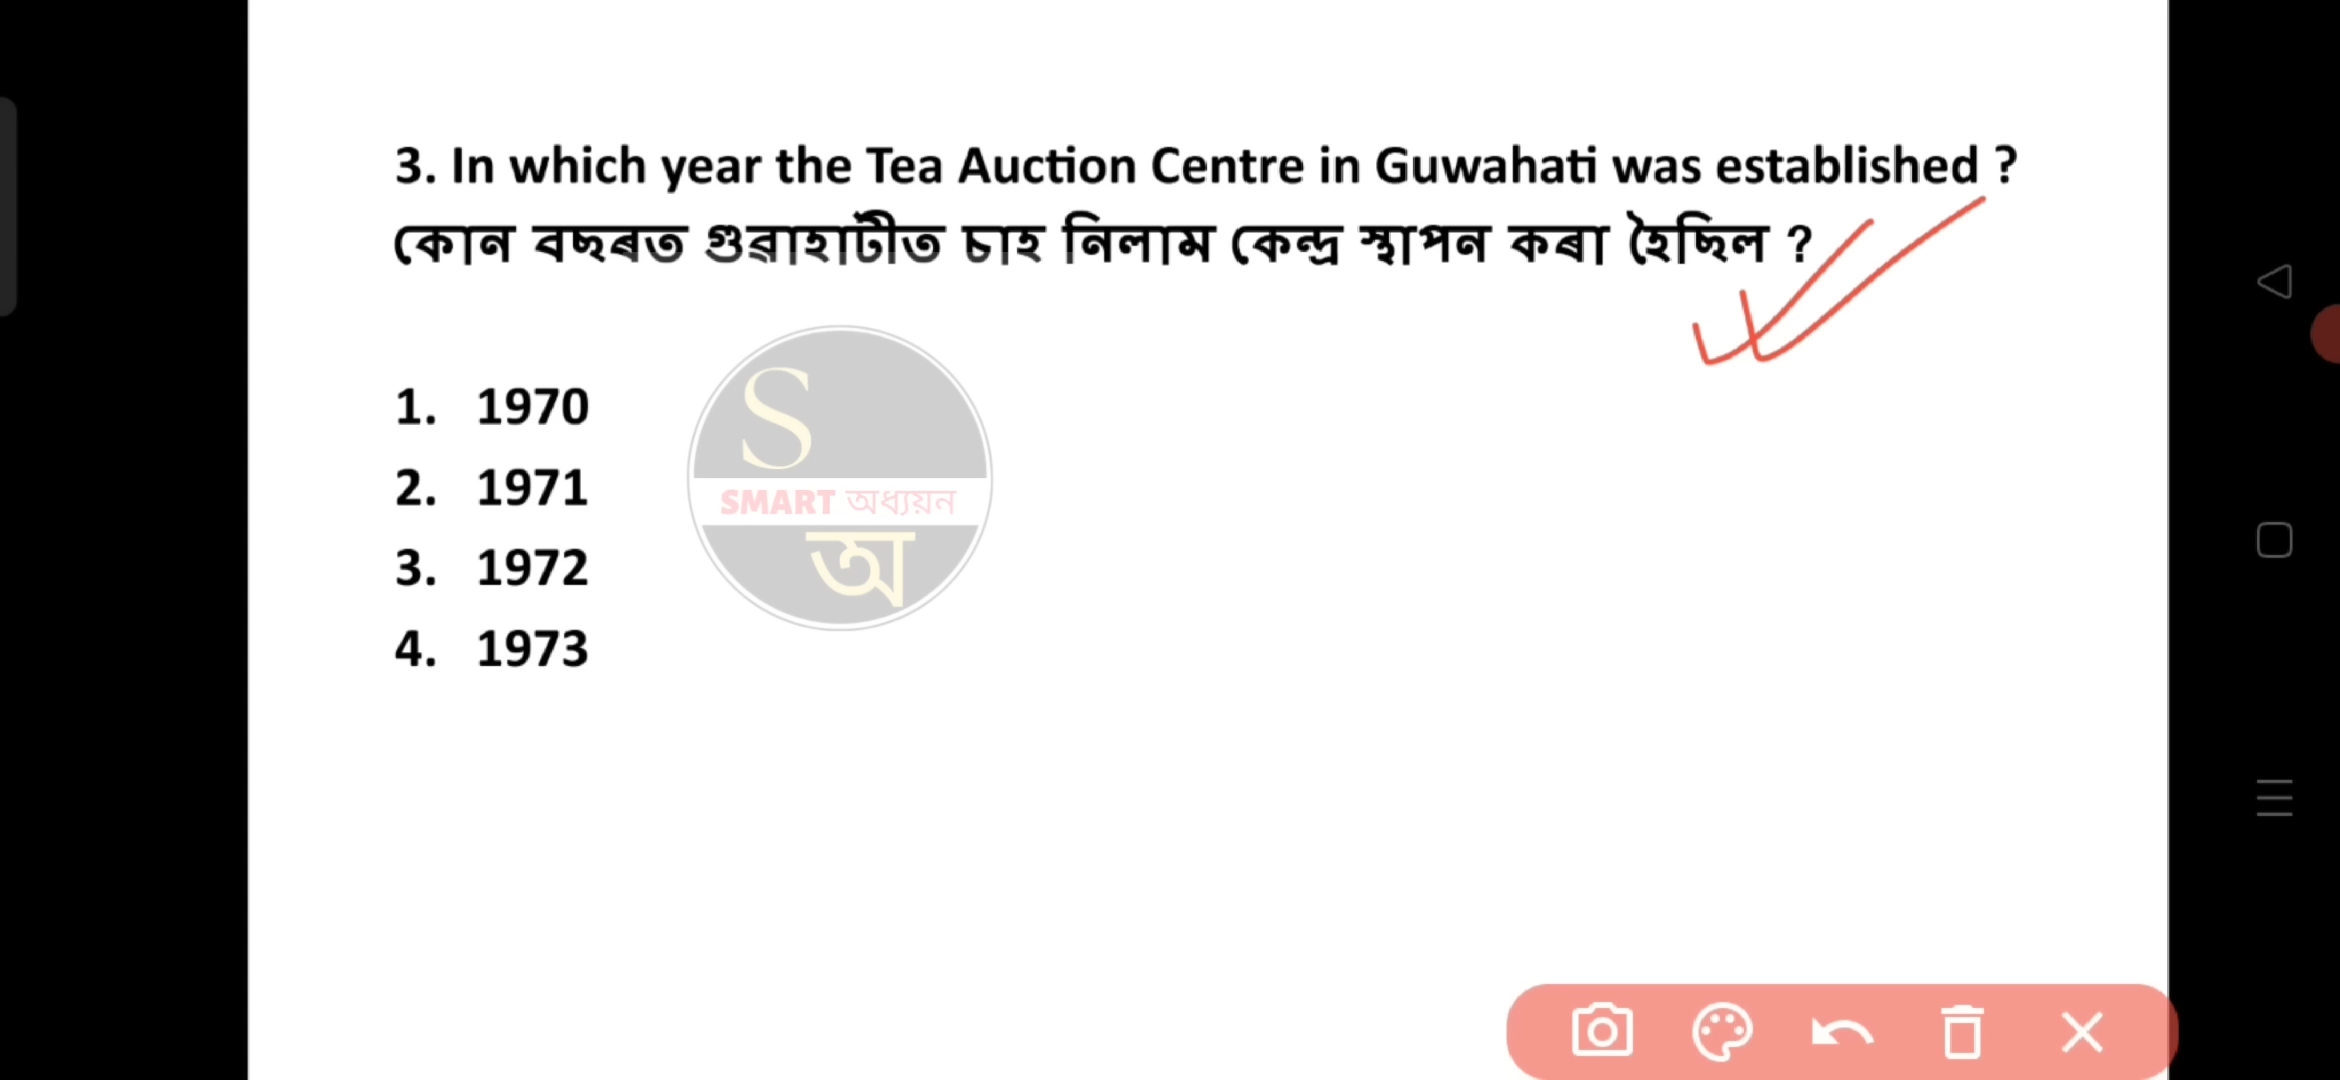 3. In which year the Tea Auction Centre in Guwahati was established ?
কোন বছৰত গুৱাহাটীত চাহ নিলাম কেন্দ্ৰ স্থাপন কৰা হৈছিল ?
1. 1970
2. 1971
3. 1972
4. 1973
S
SMART অধ্যয়ন
অ